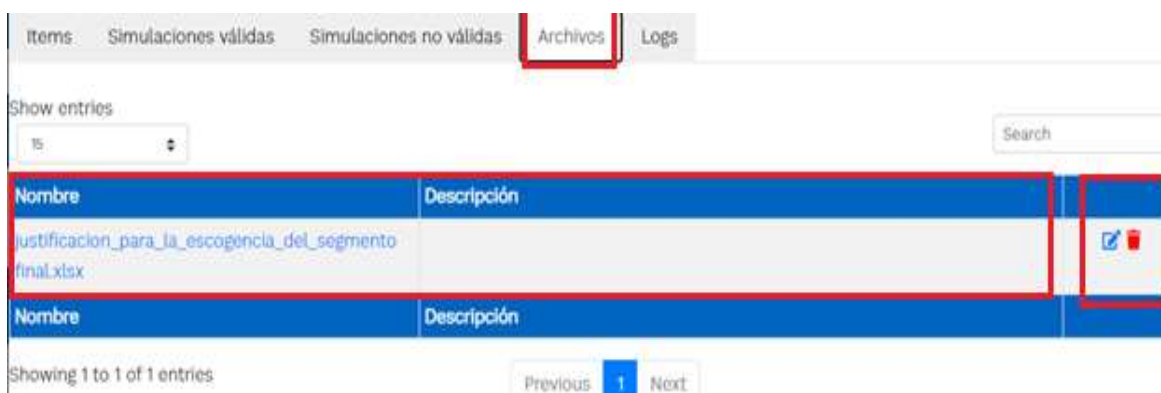 Items Simulaciones válidas Simulaciones no válidas Archivos Logs
Show entries
15
Search
Nombre Descripción
justificacion_para_la_escogencia_del_segmento
final.xlsx
Nombre Descripción
Showing 1 to 1 of 1 entries
Previous 1 Next